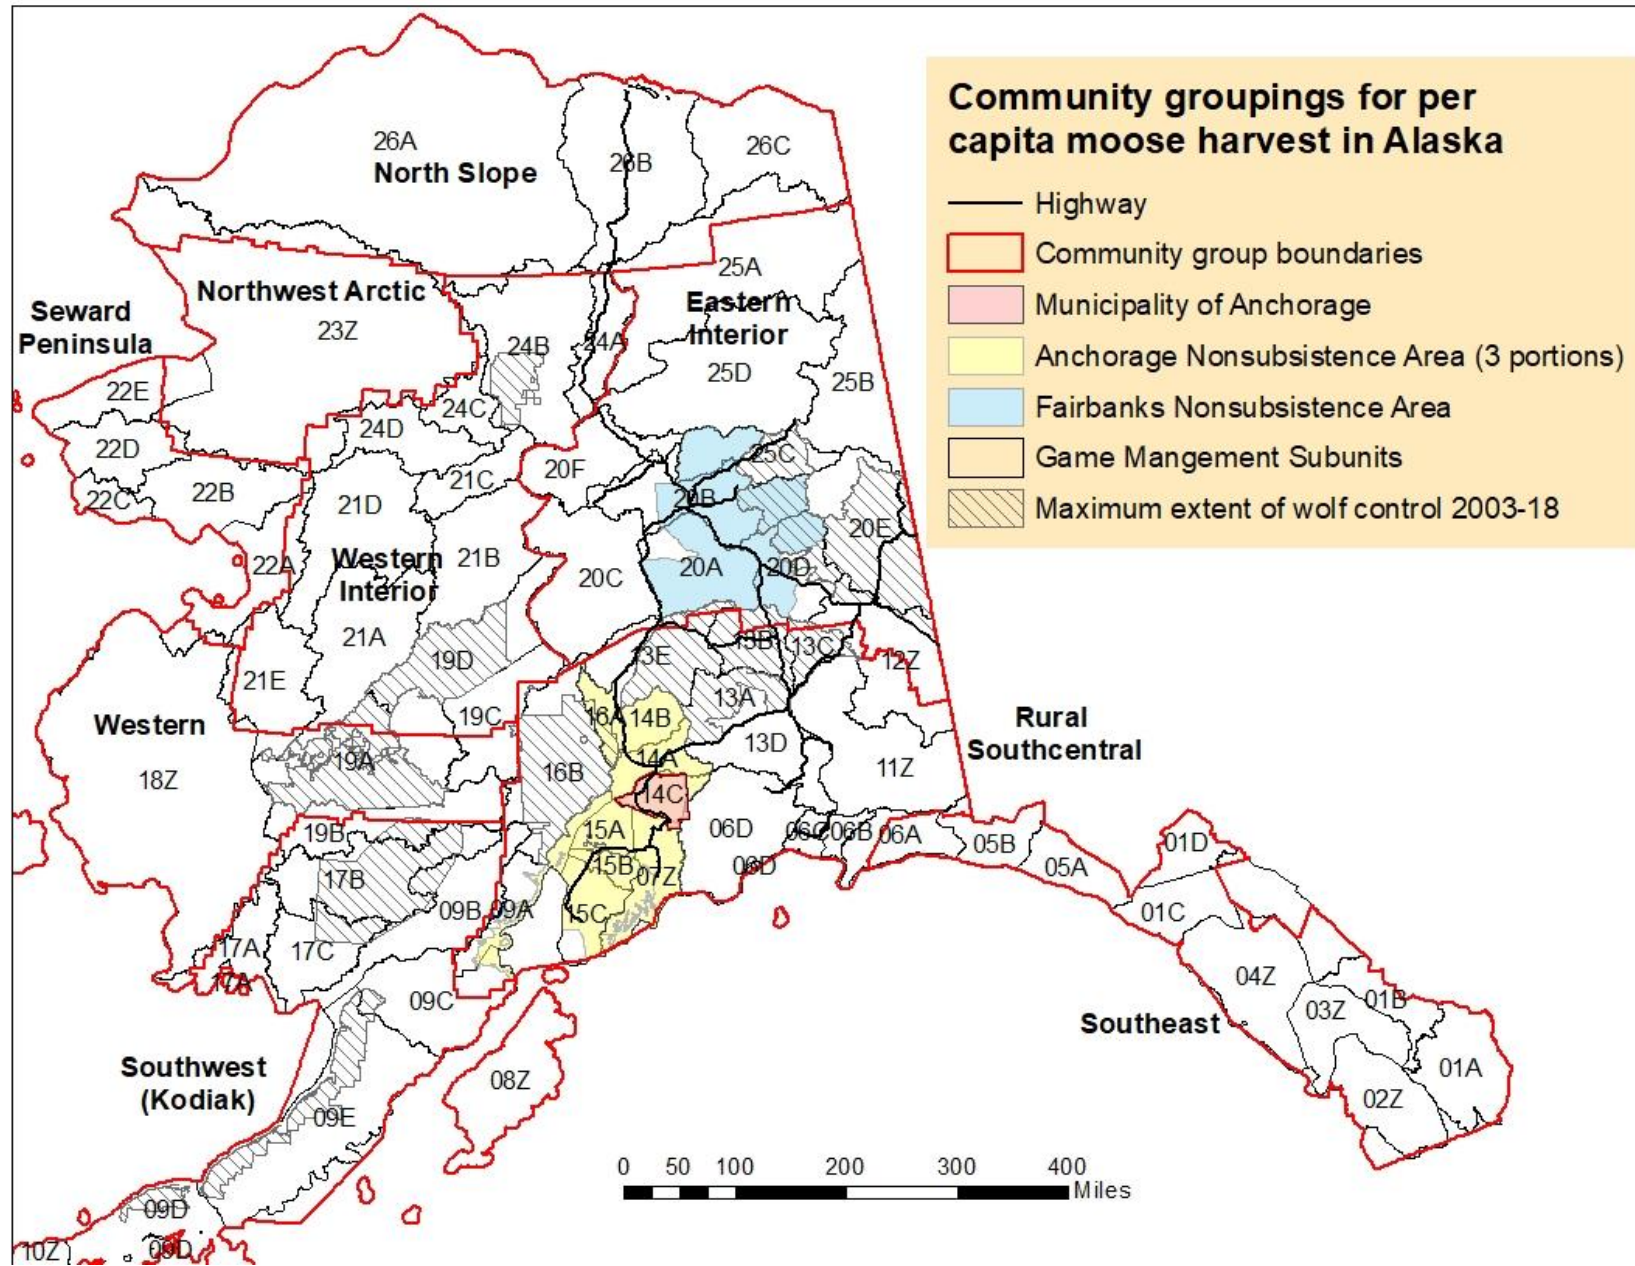 Community groupings for per
capita moose harvest in Alaska
Highway
Community group boundaries
Municipality of Anchorage
Anchorage Nonsubsistence Area (3 portions)
Fairbanks Nonsubsistence Area
Game Mangement Subunits
Maximum extent of wolf control 2003-18
26A
North Slope
26B
26C
25A
Northwest Arctic
23Z
Seward
Peninsula
Eastern
Interior
24B
24A
25D
25B
22E
24C
24D
22D
22C
22B
21C
20F
25C
21D
20B
20E
22A
Western
Interior
21B
20C
20A
20D
21A
19D
13E
13B
13C
12Z
21E
13A
19C
16A
14B
Western
18Z
19A
16B
14A
13D
11Z
Rural
Southcentral
14C
19B
15A
06D
06C
06B
06A
05B
05A
01D
17B
15B
07Z
06D
09B
09A
15C
01C
17A
17C
17A
09C
04Z
03Z
01B
Southeast
Southwest
(Kodiak)
08Z
01A
02Z
09E
0 50 100 200 300 400
Miles
09D
09D
10Z